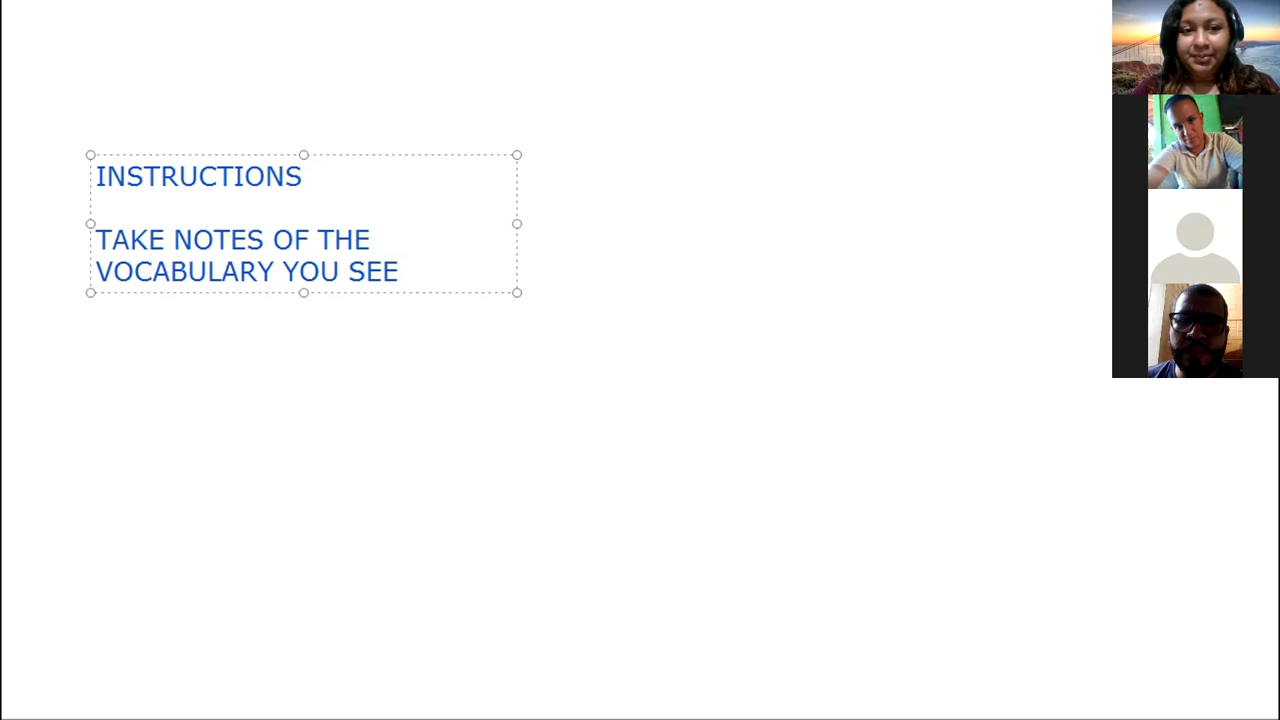 INSTRUCTIONS
TAKE NOTES OF THE
VOCABULARY YOU SEE